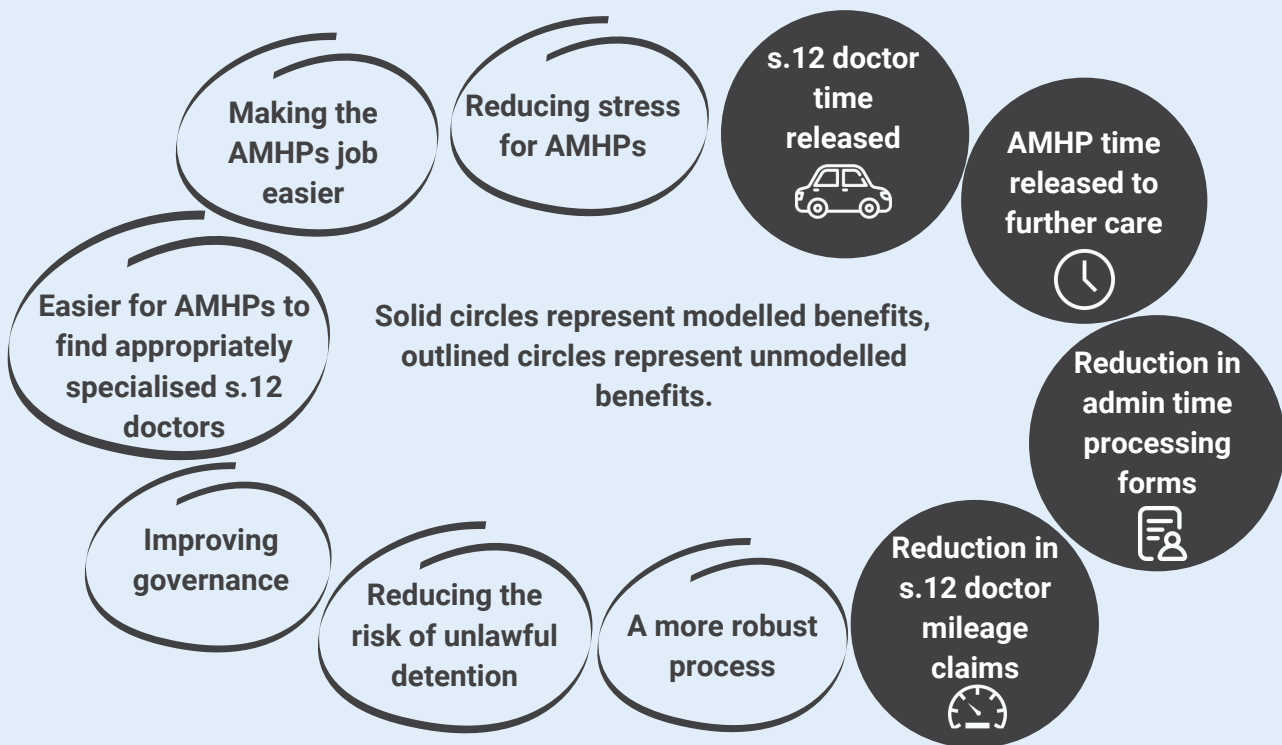 Making the
AMHPs job
easier
Reducing stress
for AMHPs
s.12 doctor
time
released
AMHP time
released to
further care
Easier for AMHPs to
find appropriately
specialised s.12
doctors
Solid circles represent modelled benefits,
outlined circles represent unmodelled
benefits.
Reduction in
admin time
processing
forms
Improving
governance
Reducing the
risk of unlawful
detention
A more robust
process
Reduction in
s.12 doctor
mileage
claims